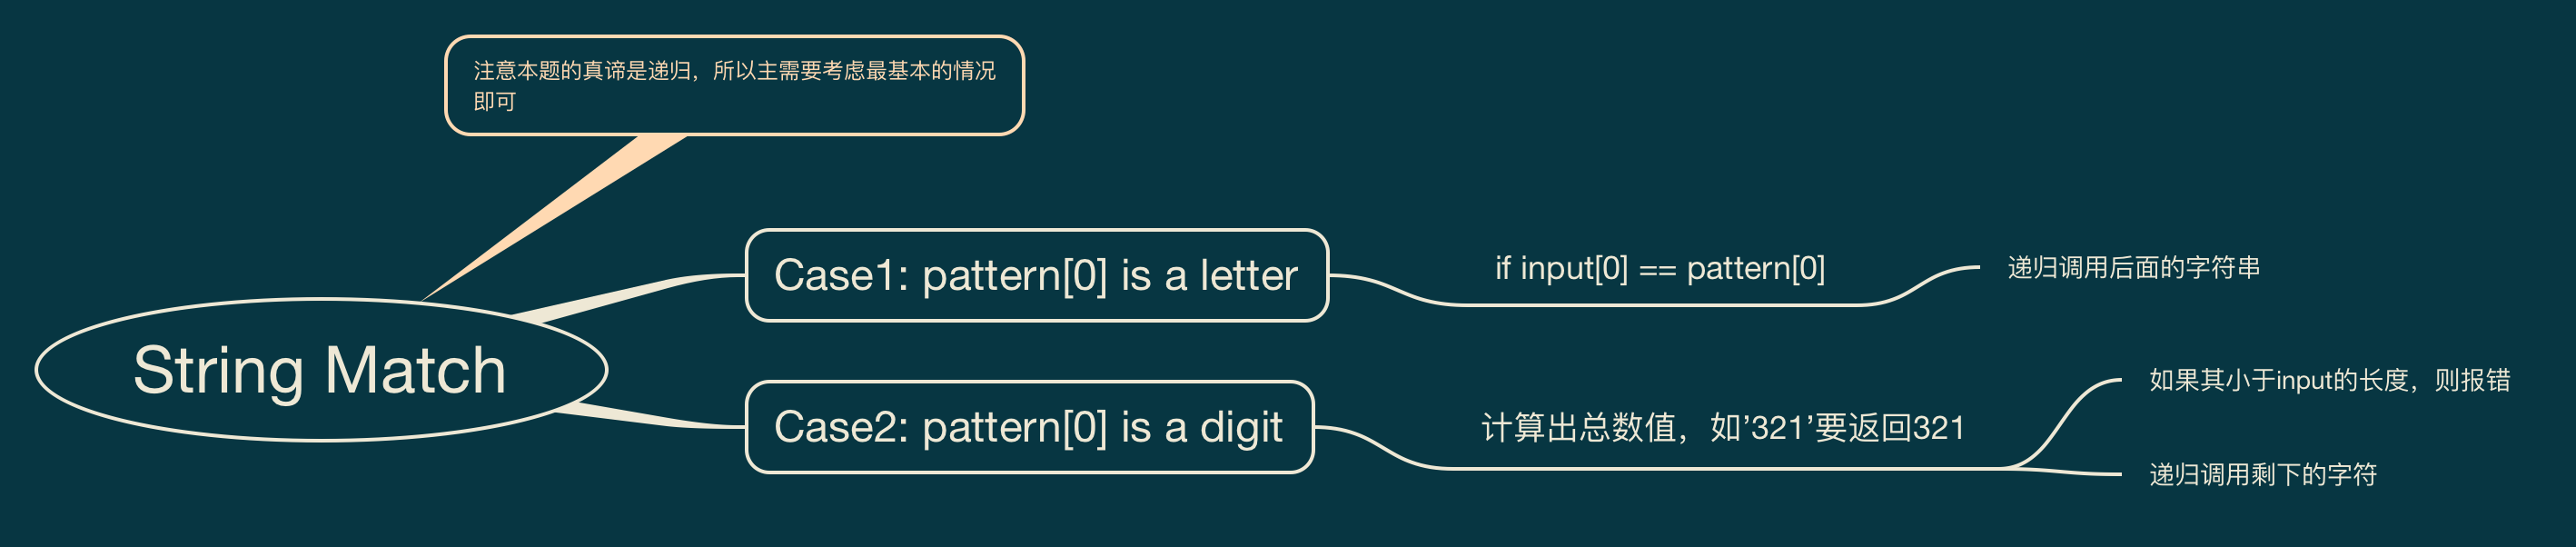 注意本题的真谛是递归，所以主需要考虑最基本的情况
即可
String Match
Case1: pattern[0] is a letter
if input[0] == pattern[0]
递归调用后面的字符串
Case2: pattern[0] is a digit
计算出总数值，如’321’要返回321
如果其小于input的长度，则报错
递归调用剩下的字符